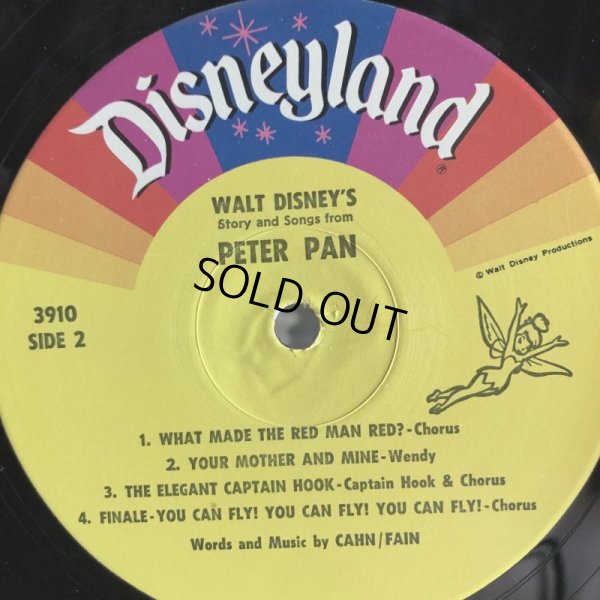 Disneyland
®
WALT DISNEY'S
Story and Songs from
PETER PAN
© Walt Disney Productions
SOLD OUT
3910
SIDE 2
1. WHAT MADE THE RED MAN RED?-Chorus
2. YOUR MOTHER AND MINE-Wendy
3. THE ELEGANT CAPTAIN HOOK-Captain Hook & Chorus
4. FINALE-YOU CAN FLY! YOU CAN FLY! YOU CAN FLY!-Chorus
Words and Music by CAHN/FAIN